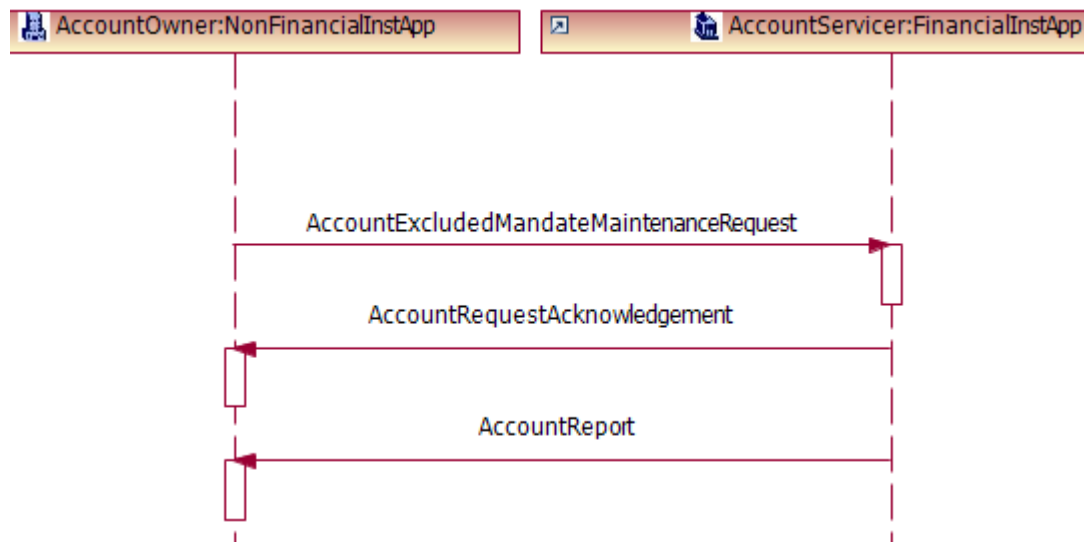 AccountOwner:NonFinancialInstApp
AccountServicer:FinancialInstApp
AccountExcludedMandateMaintenanceRequest
AccountRequestAcknowledgement
AccountReport